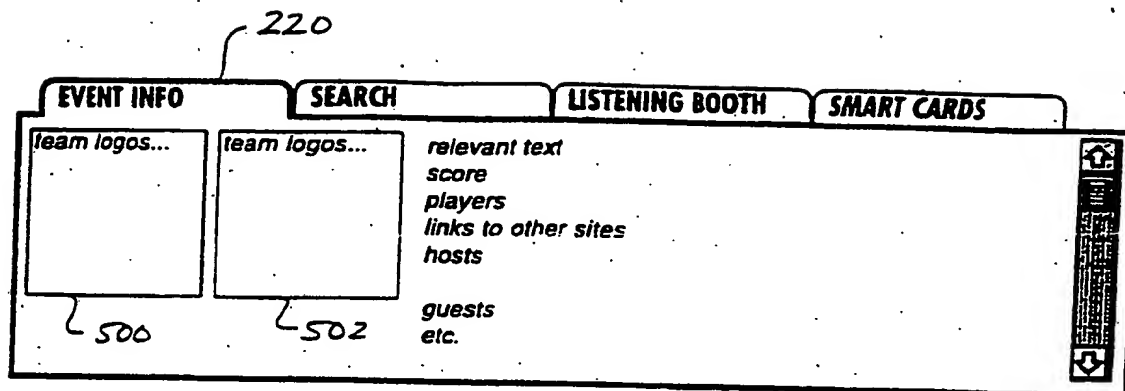 220
EVENT INFO SEARCH LISTENING BOOTH SMART CARDS
team logos... team logos... relevant text
score
players
links to other sites
hosts
guests
500 502 etc.